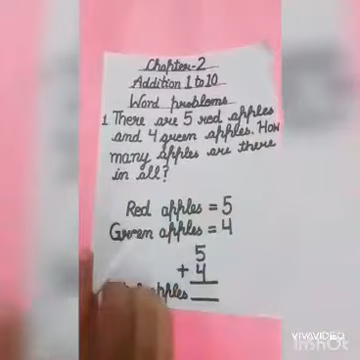 Chapter-2
Addition 1 to 10
Word problems
1 There are 5 red apples
and 4 green apples. How
many apples are there
in all?
Red apples = 5
Green apples = 4
5
+ 4
apples
VIVAVIDEO
InShOt